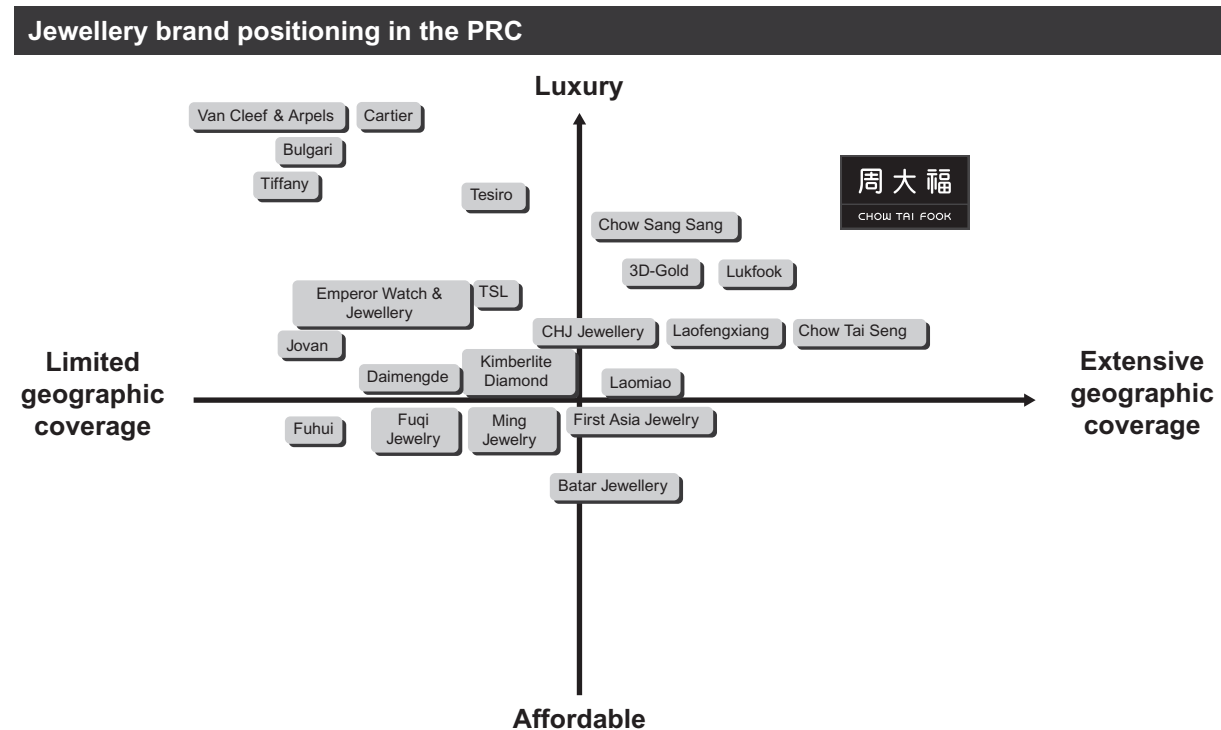 Jewellery brand positioning in the PRC
Luxury
Van Cleef & Arpels
Cartier
Bulgari
Tiffany
Tesiro
周大福
CHOW TAI FOOK
Chow Sang Sang
3D-Gold
Lukfook
Emperor Watch &
Jewellery
TSL
CHJ Jewellery
Laofengxiang
Chow Tai Seng
Jovan
Limited
geographic
coverage
Daimengde
Kimberlite
Diamond
Laomiao
Extensive
geographic
coverage
Fuhui
Fuqi
Jewelry
Ming
Jewelry
First Asia Jewelry
Batar Jewellery
Affordable